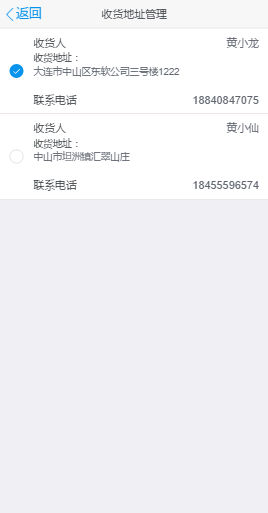 返回 收货地址管理
收货人 黄小龙
收货地址：
大连市中山区东软公司三号楼1222
联系电话 18840847075
收货人 黄小仙
收货地址：
中山市坦洲镇汇翠山庄
联系电话 18455596574